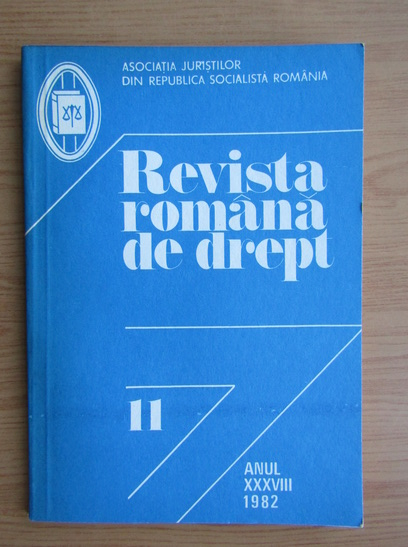 ASOCIAȚIA JURIȘTILOR
DIN REPUBLICA SOCIALISTĂ ROMÂNIA
Revista
română
de drept
11
ANUL
XXXVIII
1982